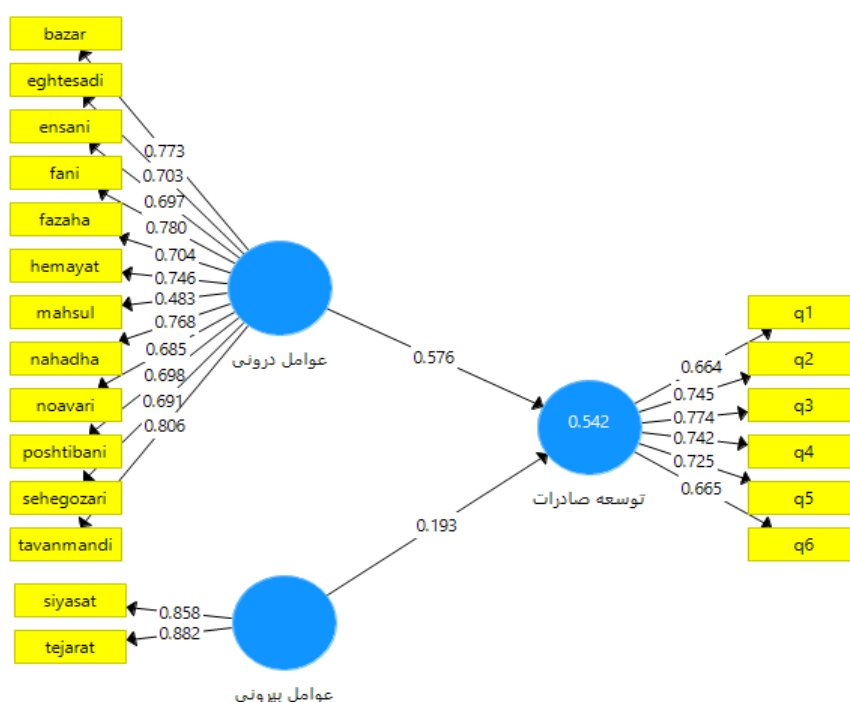 bazar
eghtesadi
ensani
fani
fazaha
hemayat
mahsul
nahadha
noavari
poshtibani
sehegozari
tavanmandi
0.773
0.703
0.697
0.780
0.704
0.746
0.483
0.768
0.685
0.698
0.691
0.806
عوامل درونی
0.576
siyasat
tejarat
0.858
0.882
عوامل بیرونی
0.193
0.542
توسعه صادرات
0.664
0.745
0.774
0.742
0.725
0.665
q1
q2
q3
q4
q5
q6